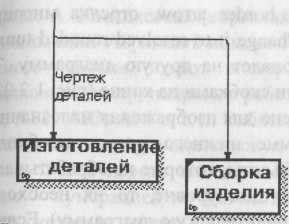 Чертеж
деталей
Изготовление
деталей
Сборка
изделия